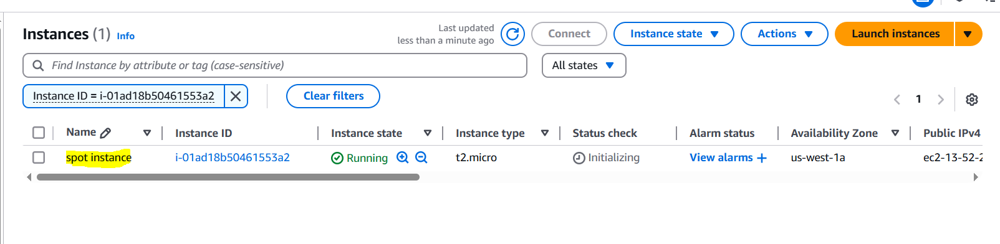 Instances (1) Info
Last updated
less than a minute ago
Connect
Instance state
Actions
Launch instances
Find Instance by attribute or tag (case-sensitive)
All states
Instance ID = i-01ad18b50461553a2
Clear filters
1
Name Instance ID Instance state Instance type Status check Alarm status Availability Zone Public IPv4
spot instance i-01ad18b50461553a2 Running t2.micro Initializing View alarms + us-west-1a ec2-13-52-2